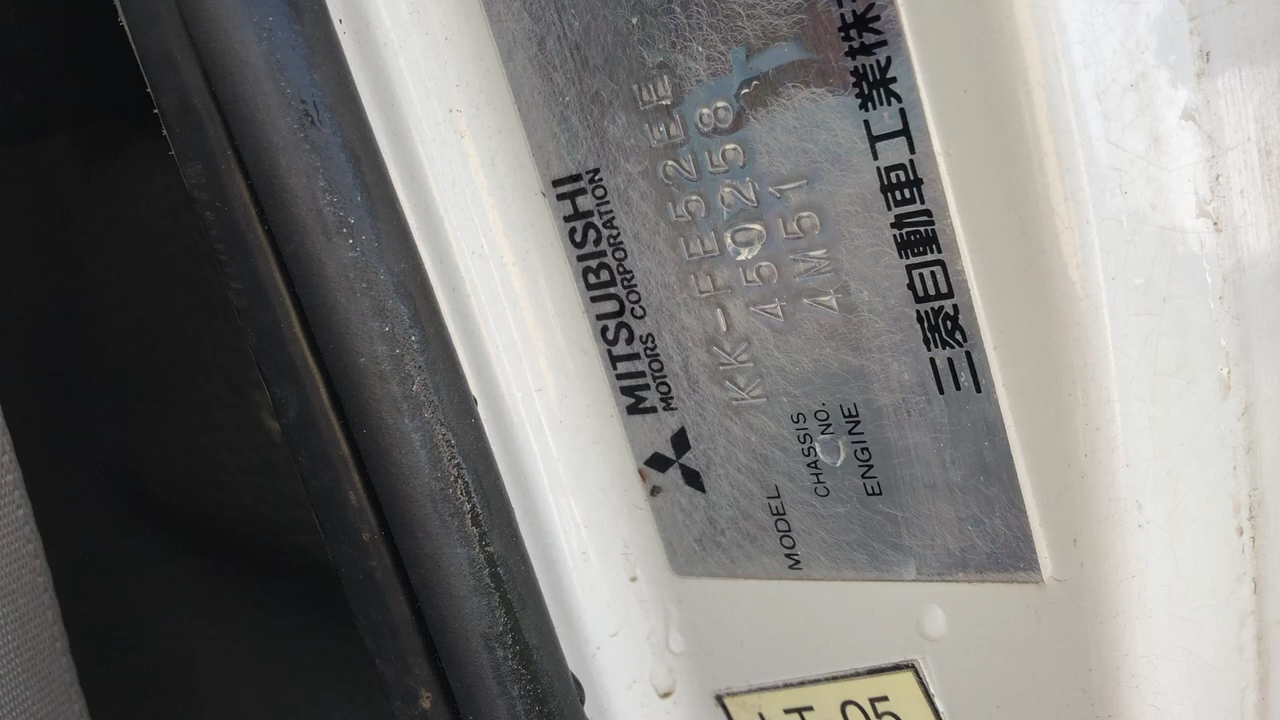 MITSUBISHI
MOTORS CORPORATION
MODEL KK-FE52EE
CHASSIS NO. 450258
ENGINE 4M51
三菱自動車工業株
05